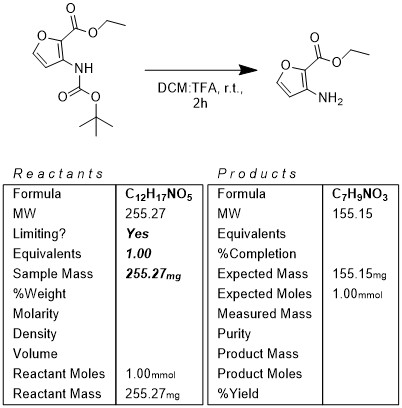 O
O
O
O
NH
O
O
DCM:TFA, r.t.,
2h
O
O
O
NH2
Reactants
Formula C12H17NO5
MW 255.27
Limiting? Yes
Equivalents 1.00
Sample Mass 255.27mg
%Weight
Molarity
Density
Volume
Reactant Moles 1.00mmol
Reactant Mass 255.27mg
Products
Formula C7H9NO3
MW 155.15
Equivalents
%Completion
Expected Mass 155.15mg
Expected Moles 1.00mmol
Measured Mass
Purity
Product Mass
Product Moles
%Yield